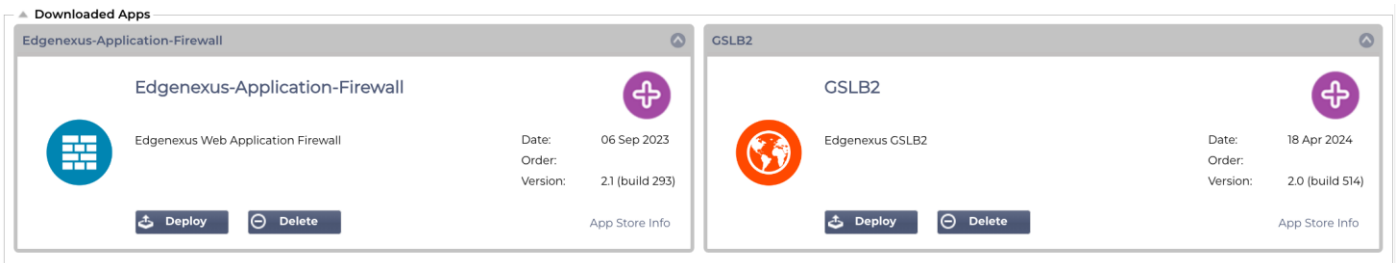 Downloaded Apps
Edgenexus-Application-Firewall
Edgenexus-Application-Firewall
Edgenexus Web Application Firewall
Date: 06 Sep 2023
Order:
Version: 2.1 (build 293)
Deploy Delete App Store Info
GSLB2
GSLB2
Edgenexus GSLB2
Date: 18 Apr 2024
Order:
Version: 2.0 (build 514)
Deploy Delete App Store Info